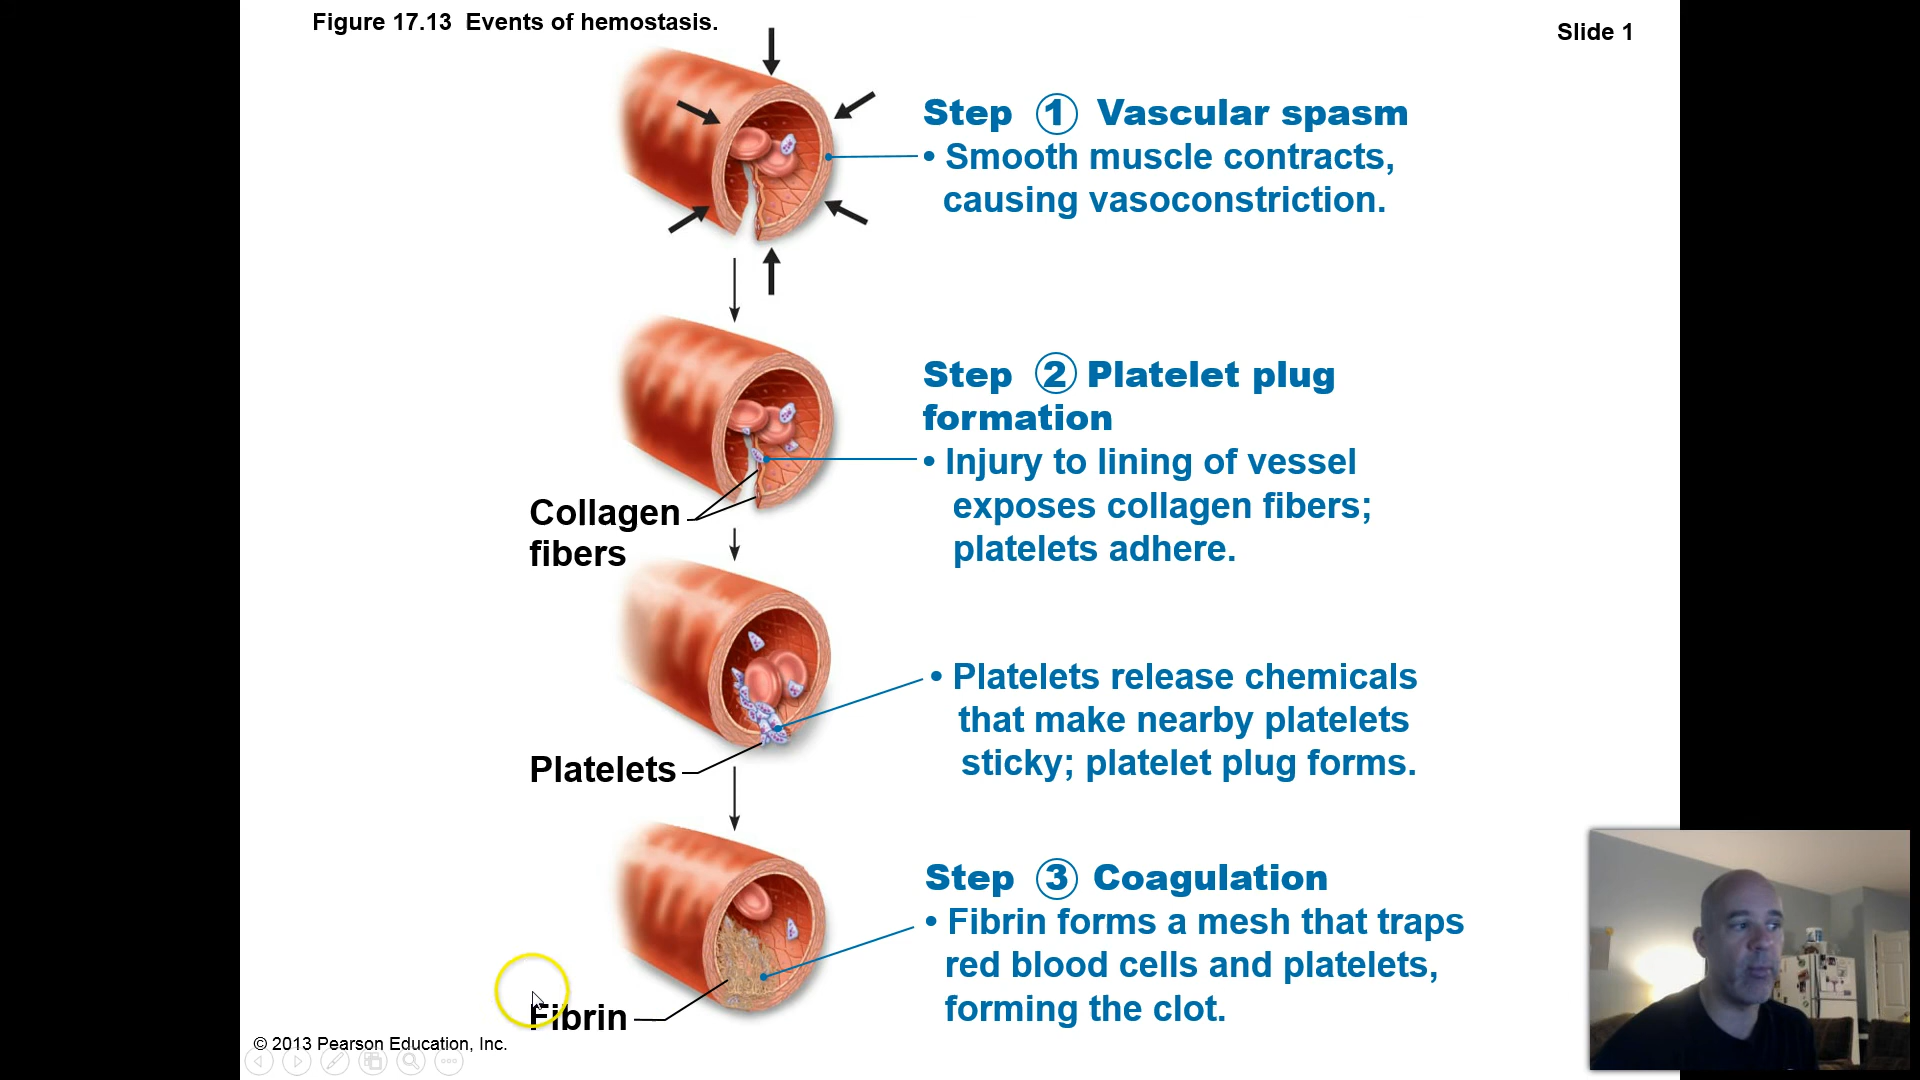 Figure 17.13 Events of hemostasis.
Slide 1
Step 1 Vascular spasm
• Smooth muscle contracts,
causing vasoconstriction.
Step 2 Platelet plug
formation
• Injury to lining of vessel
exposes collagen fibers;
platelets adhere.
Collagen
fibers
• Platelets release chemicals
that make nearby platelets
sticky; platelet plug forms.
Platelets
Step 3 Coagulation
• Fibrin forms a mesh that traps
red blood cells and platelets,
forming the clot.
Fibrin
© 2013 Pearson Education, Inc.